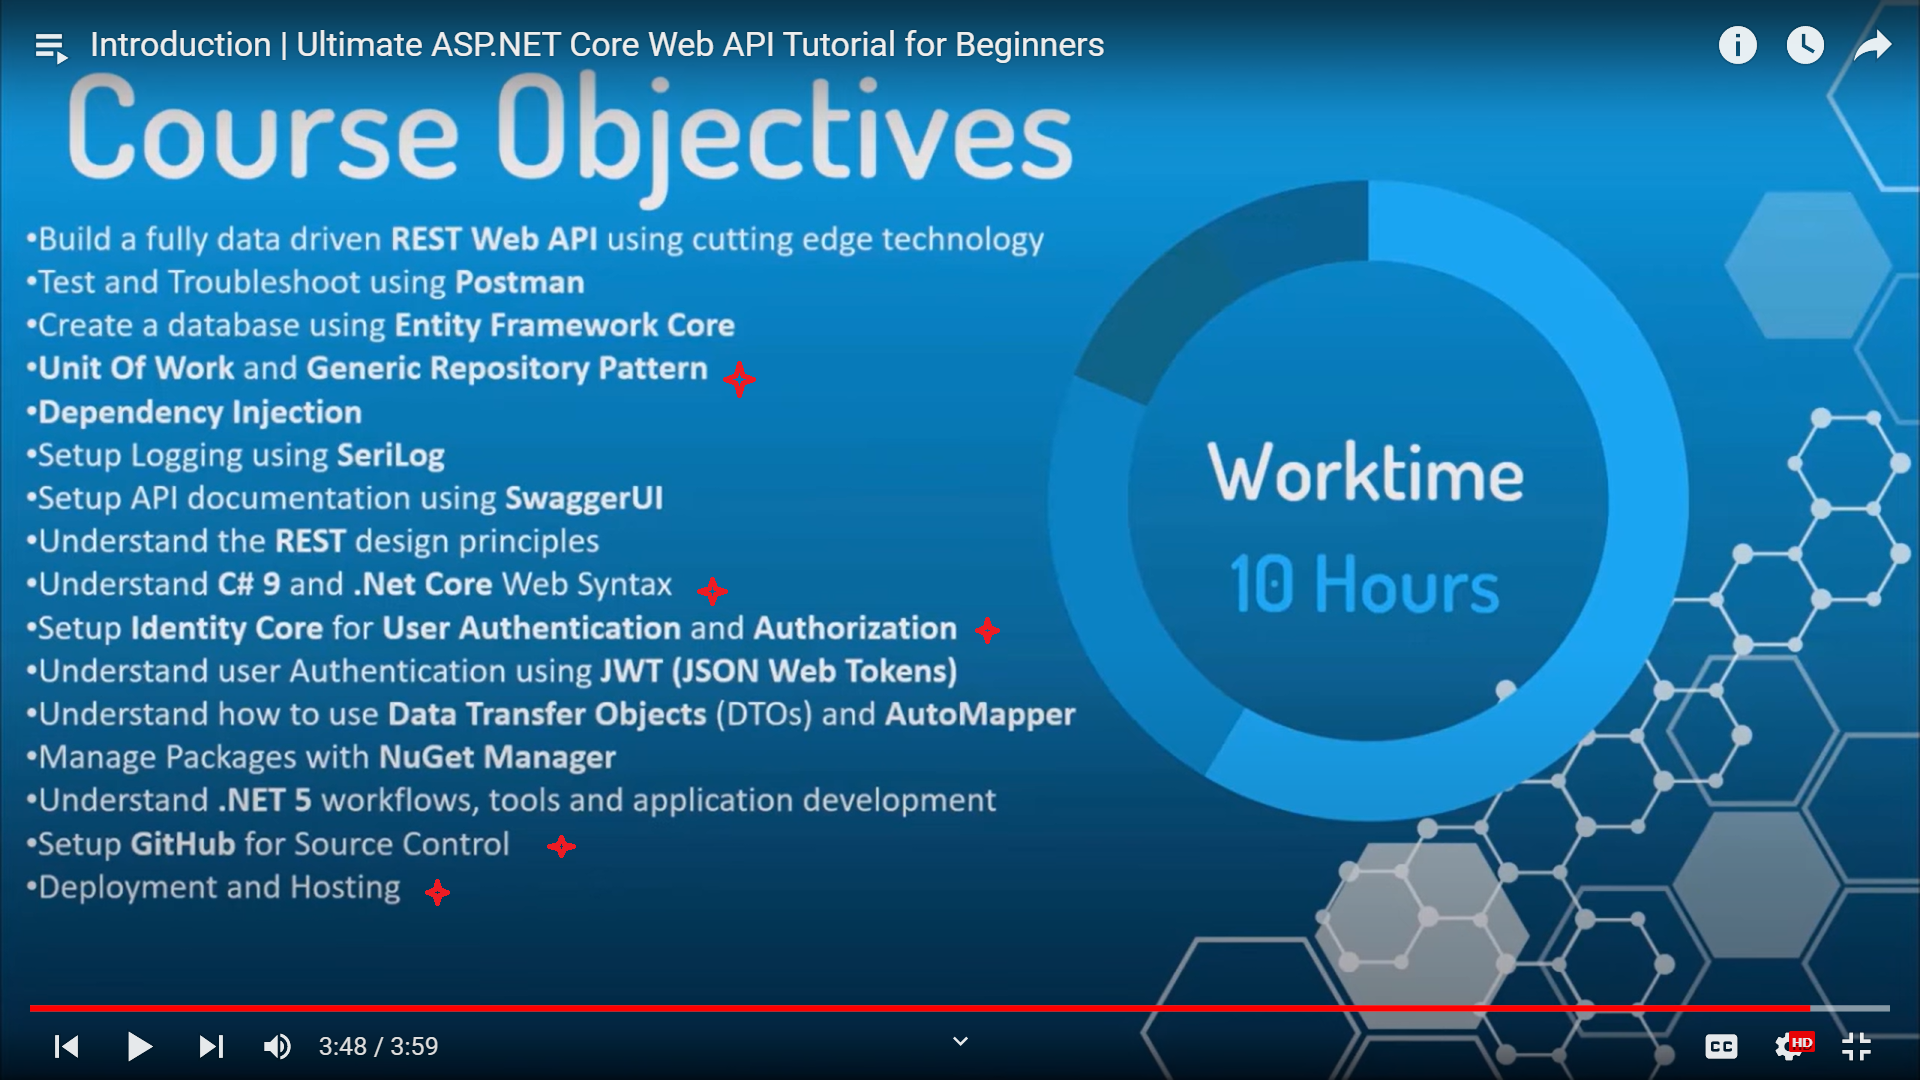 Introduction | Ultimate ASP.NET Core Web API Tutorial for Beginners
Course Objectives
•Build a fully data driven REST Web API using cutting edge technology
•Test and Troubleshoot using Postman
•Create a database using Entity Framework Core
•Unit Of Work and Generic Repository Pattern
•Dependency Injection
•Setup Logging using SeriLog
•Setup API documentation using SwaggerUI
•Understand the REST design principles
•Understand C# 9 and .Net Core Web Syntax
•Setup Identity Core for User Authentication and Authorization
•Understand user Authentication using JWT (JSON Web Tokens)
•Understand how to use Data Transfer Objects (DTOs) and AutoMapper
•Manage Packages with NuGet Manager
•Understand .NET 5 workflows, tools and application development
•Setup GitHub for Source Control
•Deployment and Hosting
Worktime
10 Hours
3:48 / 3:59
CC
HD